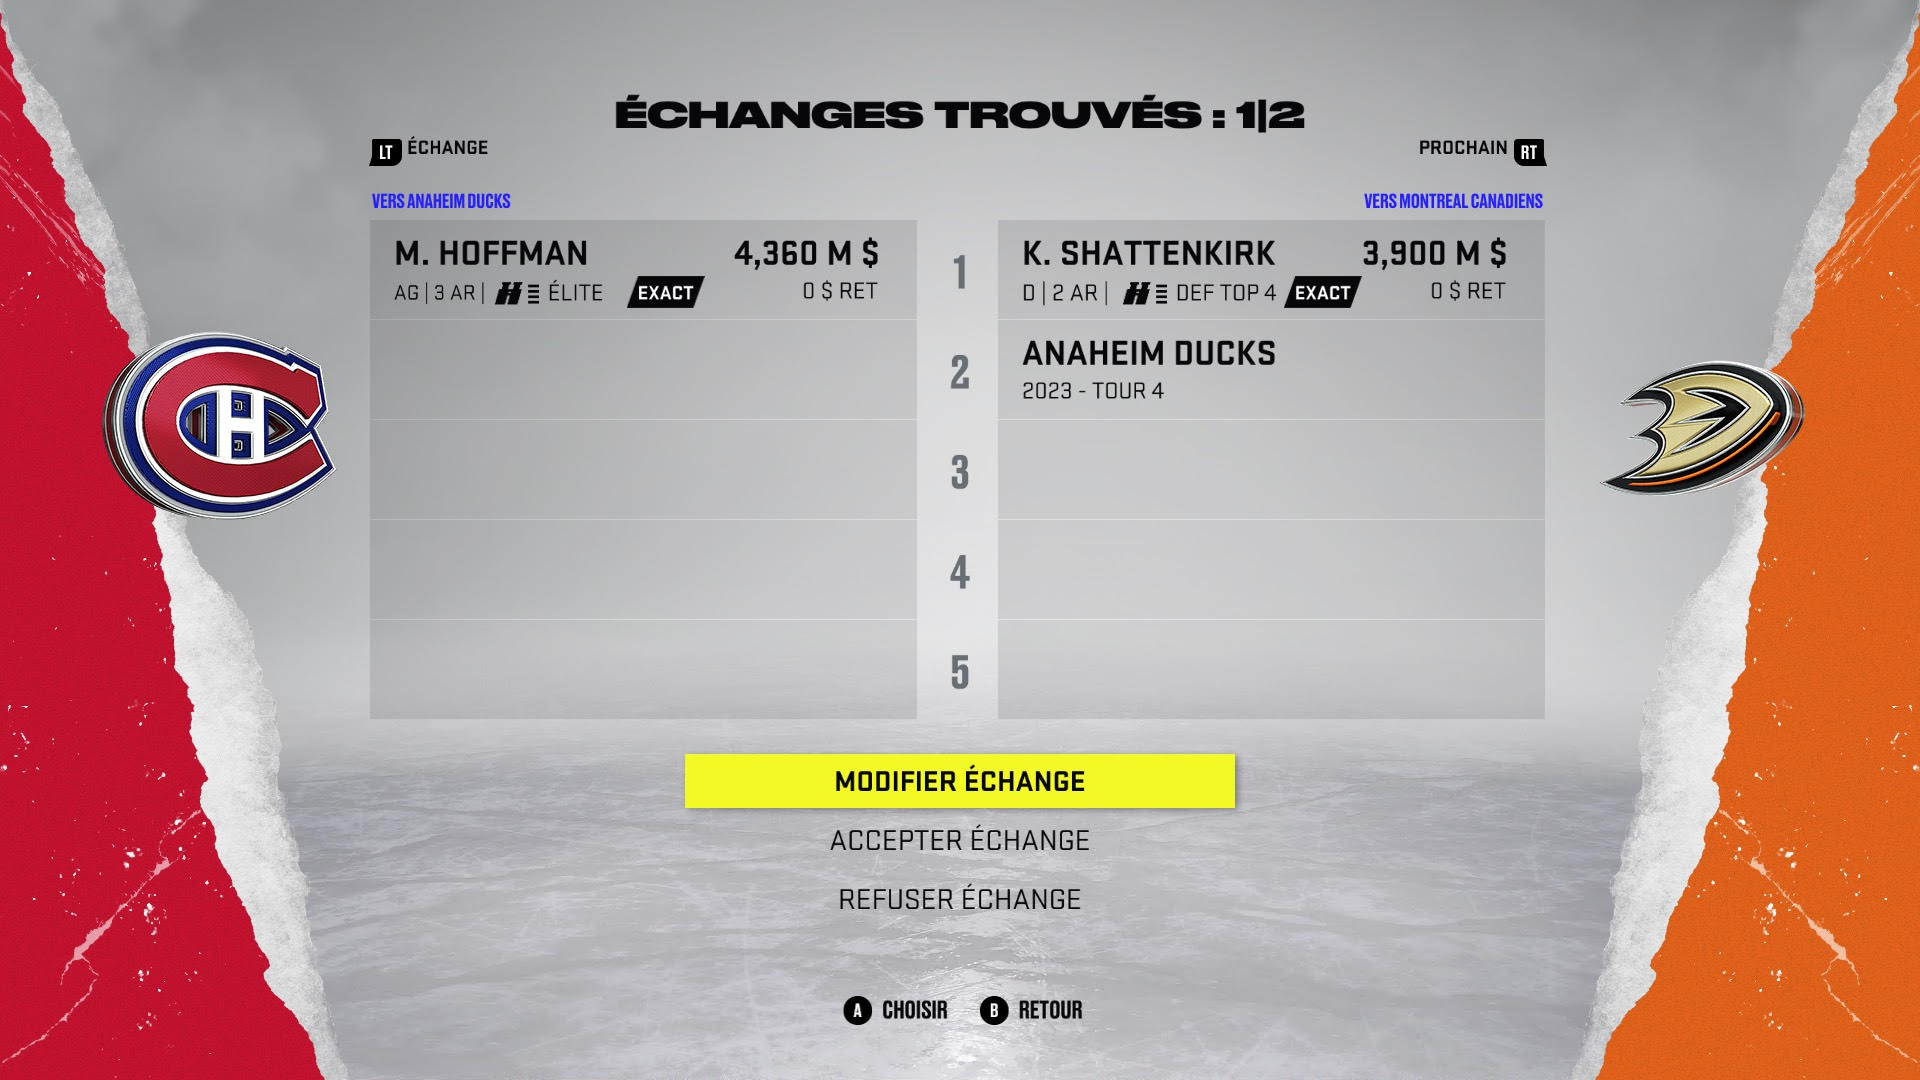 ÉCHANGES TROUVÉS : 1|2
LT ÉCHANGE
PROCHAIN RT
VERS ANAHEIM DUCKS
VERS MONTREAL CANADIENS
M. HOFFMAN 4,360 M $
AG | 3 AR | ÉLITE EXACT 0 $ RET
1
K. SHATTENKIRK 3,900 M $
D | 2 AR | DEF TOP 4 EXACT 0 $ RET
2
ANAHEIM DUCKS
2023 - TOUR 4
3
4
5
MODIFIER ÉCHANGE
ACCEPTER ÉCHANGE
REFUSER ÉCHANGE
A CHOISIR B RETOUR